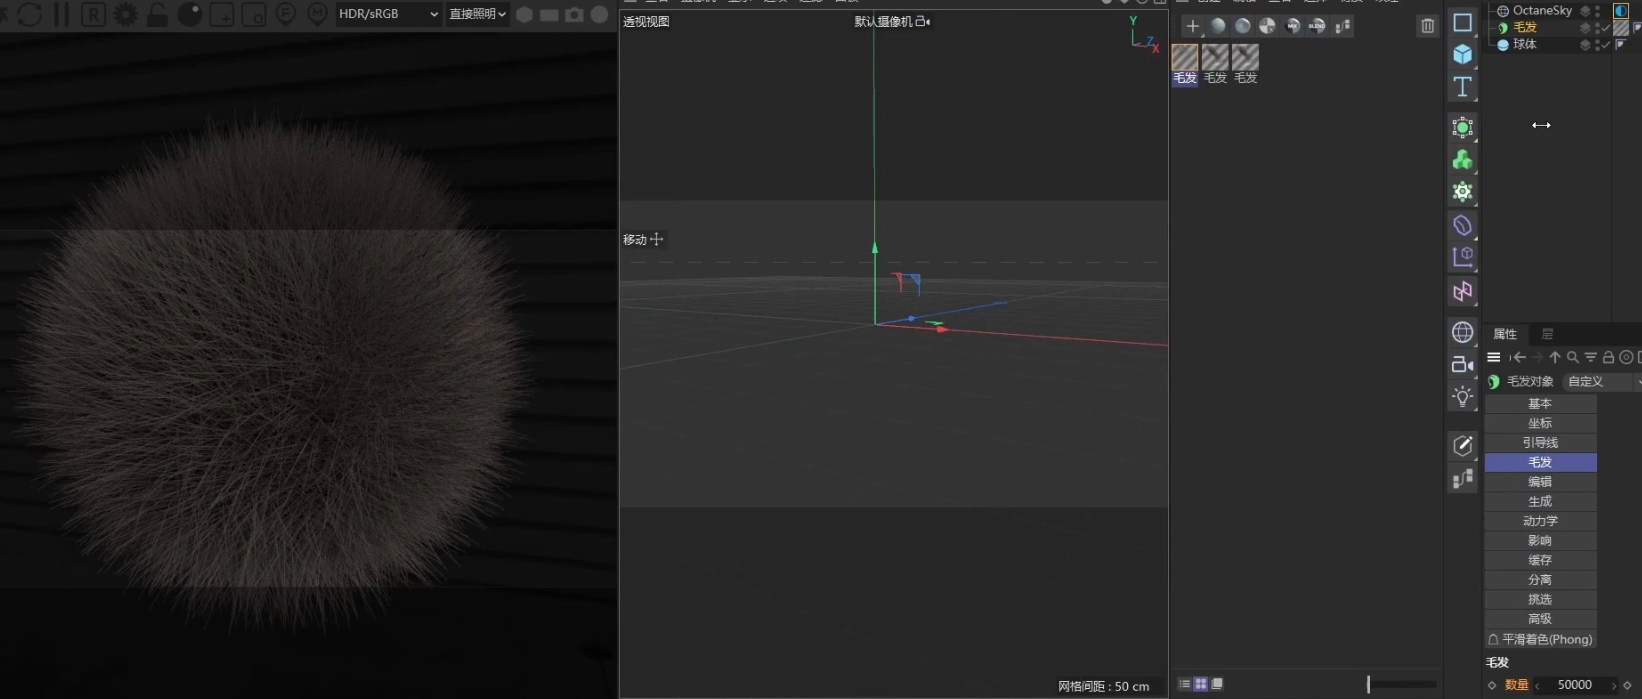 HDR/sRGB
直接照明
透视视图
默认摄像机
Y
Z
X
移动
网格间距 : 50 cm
毛发
毛发
毛发
OctaneSky
毛发
球体
属性
层
毛发对象
自定义
基本
坐标
引导线
毛发
编辑
生成
动力学
影响
缓存
分离
挑选
高级
平滑着色(Phong)
毛发
数量
50000